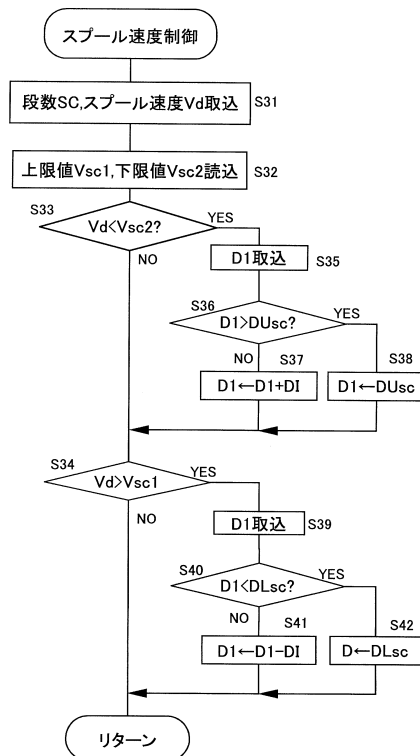 スプール速度制御
段数SC,スプール速度Vd取込
S31
上限値Vsc1,下限値Vsc2読込
S32
S33
Vd<Vsc2?
YES
NO
D1取込
S35
S36
D1>DUsc?
YES
NO
S37
S38
D1←D1+DI
D1←DUsc
S34
Vd>Vsc1
YES
NO
D1取込
S39
S40
D1<DLsc?
YES
NO
S41
S42
D1←D1−DI
D←DLsc
リターン